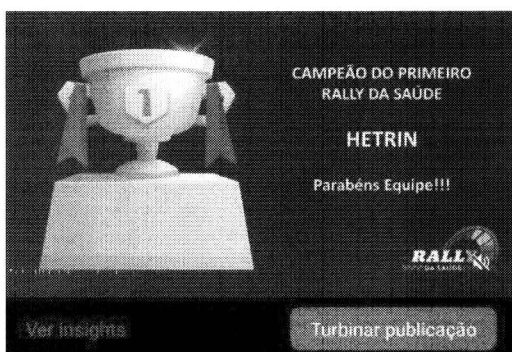 1
CAMPEÃO DO PRIMEIRO
RALLY DA SAÚDE
HETRIN
Parabéns Equipe!!!
RALLY
DA SAÚDE
Ver insights
Turbinar publicação